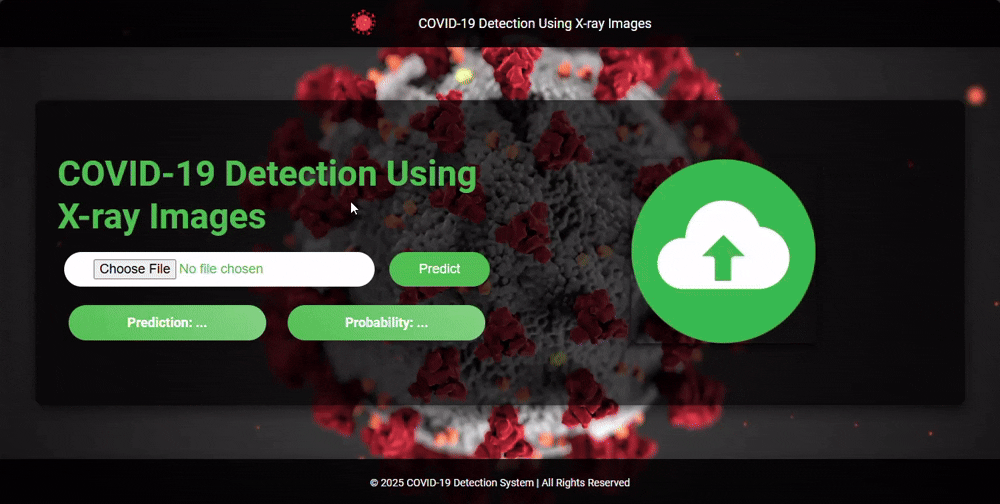 COVID-19 Detection Using X-ray Images
COVID-19 Detection Using
X-ray Images
Choose File No file chosen
Predict
Prediction: ...
Probability: ...
© 2025 COVID-19 Detection System | All Rights Reserved